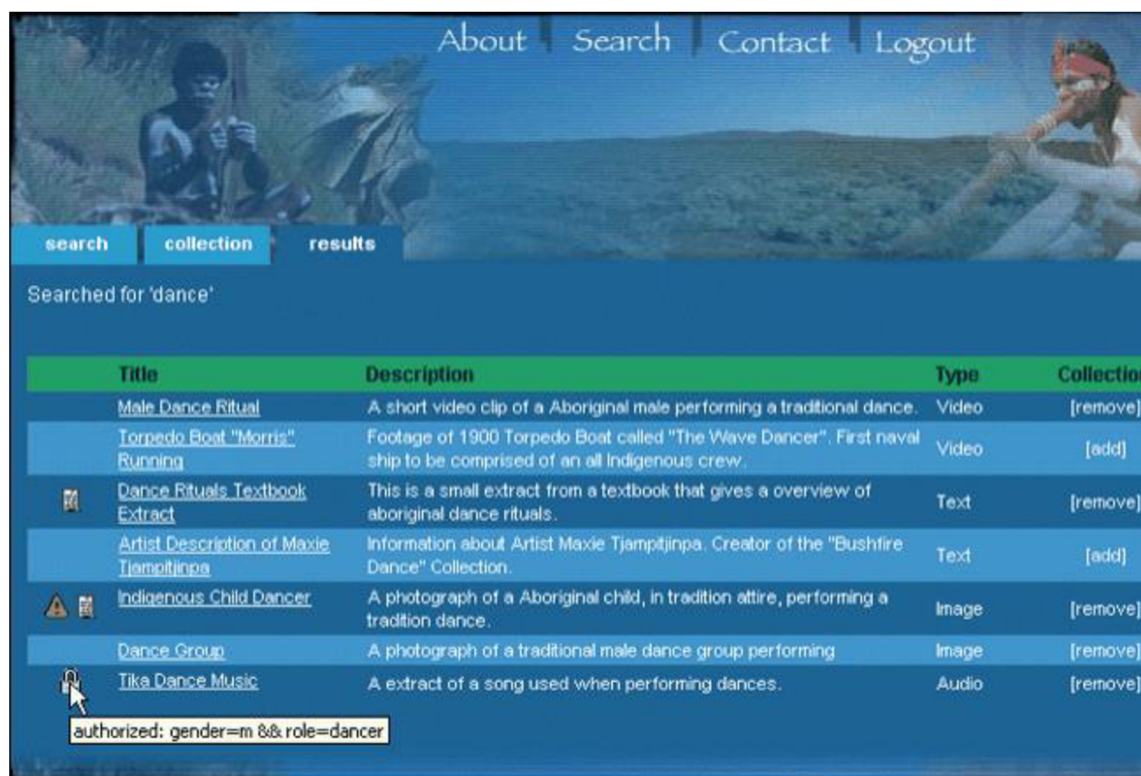 About Search Contact Logout
search collection results
Searched for 'dance'
Title Description Type Collection
Male Dance Ritual A short video clip of a Aboriginal male performing a traditional dance. Video [remove]
Torpedo Boat "Morris" Footage of 1900 Torpedo Boat called "The Wave Dancer". First naval Video [add]
Running ship to be comprised of an all Indigenous crew.
Dance Rituals Textbook This is a small extract from a textbook that gives a overview of Text [remove]
Extract aboriginal dance rituals.
Artist Description of Maxie Information about Artist Maxie Tjampitjinpa. Creator of the "Bushfire Text [add]
Tjampitjinpa Dance" Collection.
Indigenous Child Dancer A photograph of a Aboriginal child, in tradition attire, performing a Image [remove]
tradition dance.
Dance Group A photograph of a traditional male dance group performing Image [remove]
Tika Dance Music A extract of a song used when performing dances. Audio [remove]
authorized: gender=m && role=dancer